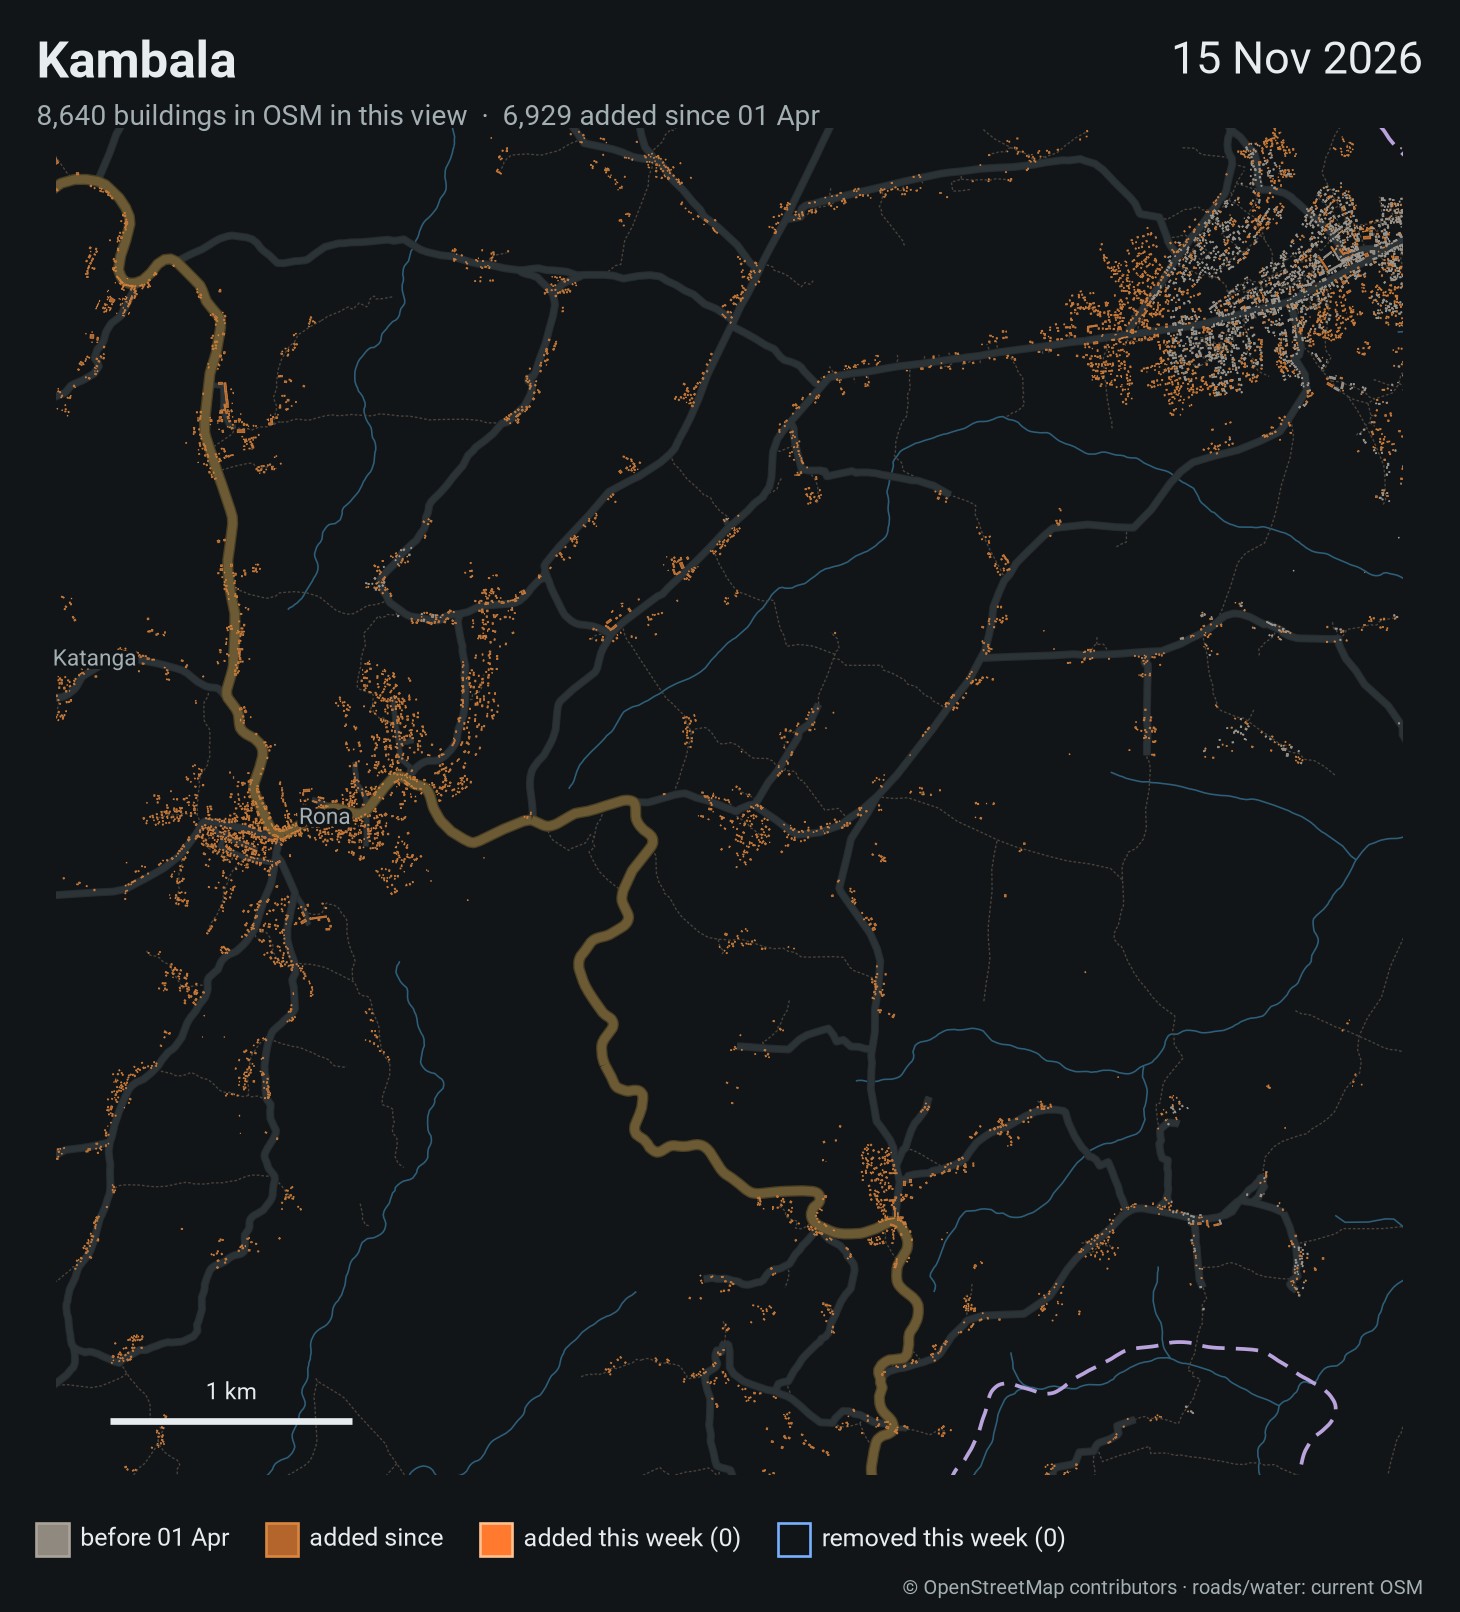 Kambala
15 Nov 2026
8,640 buildings in OSM in this view · 6,929 added since 01 Apr
Katanga
Rona
1 km
before 01 Apr
added since
added this week (0)
removed this week (0)
© OpenStreetMap contributors · roads/water: current OSM